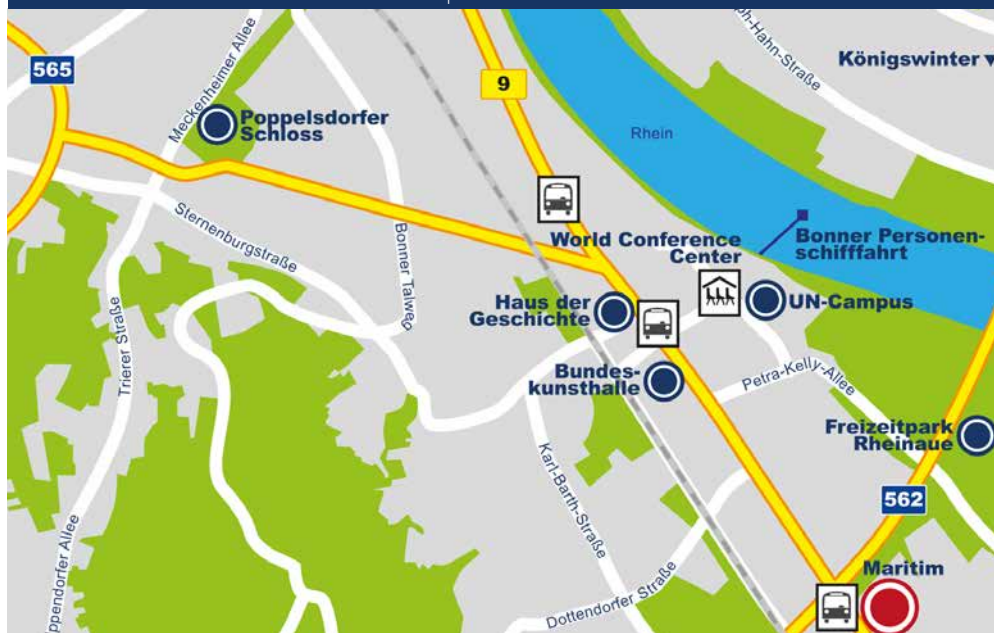 565
Meckenheimer Allee
9
Königswinter
Poppelsdorfer
Schloss
Rhein
Sternenburgstraße
Bonner Talweg
World Conference
Center
Bonner Personen-
schifffahrt
Haus der
Geschichte
UN-Campus
Trierer Straße
Bundes-
kunsthalle
Petra-Kelly-Allee
Freizeitpark
Rheinaue
Karl-Barth-Straße
562
Maritim
Dottendorfer Straße